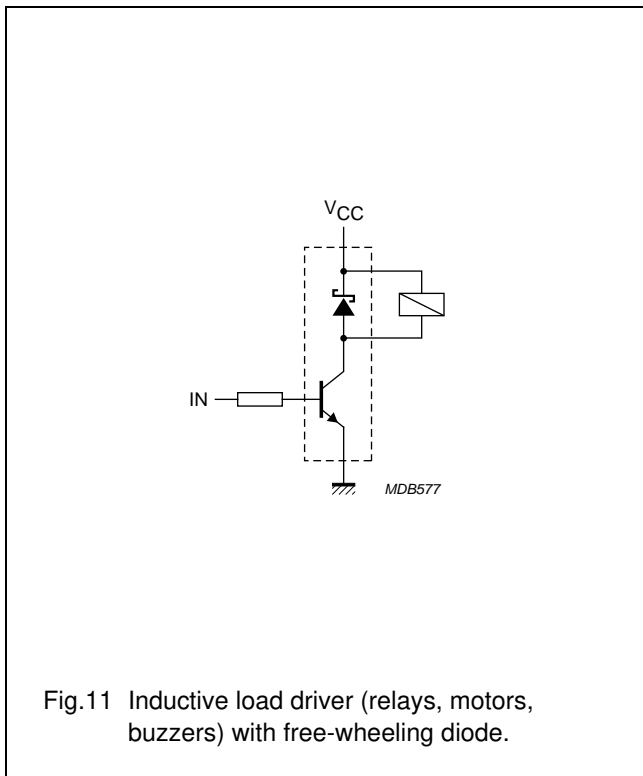 VCC
IN
MDB577
Fig.11 Inductive load driver (relays, motors,
buzzers) with free-wheeling diode.